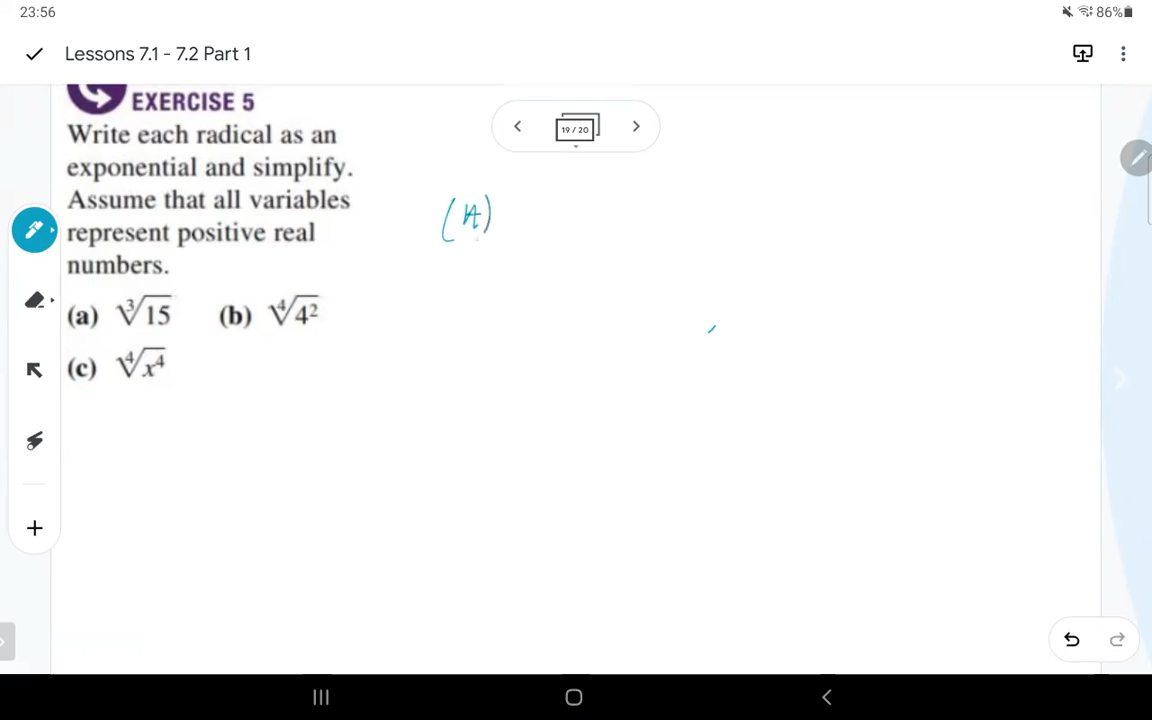 23:56 86%
Lessons 7.1 - 7.2 Part 1
19 / 20
EXERCISE 5
Write each radical as an
exponential and simplify.
Assume that all variables
represent positive real
numbers.
(a) ∛15 (b) ∜4²
(c) ∜x⁴
(A)